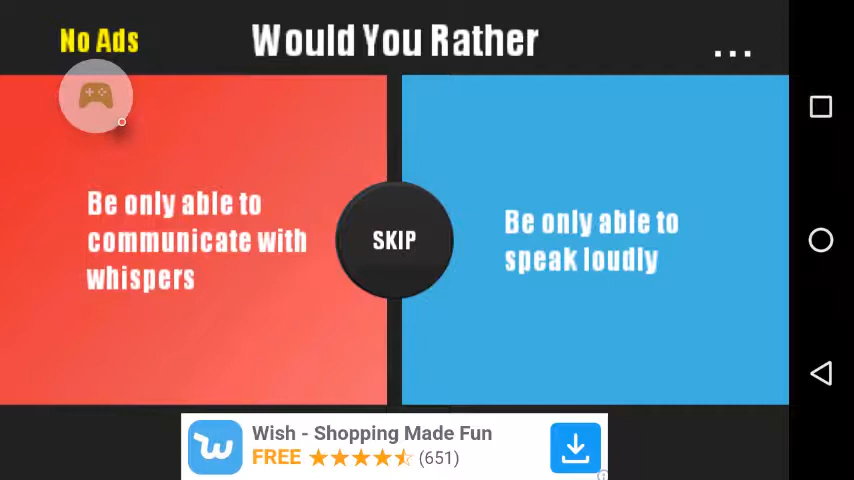 No Ads
Would You Rather
...
Be only able to
communicate with
whispers
SKIP
Be only able to
speak loudly
Wish - Shopping Made Fun
FREE (651)